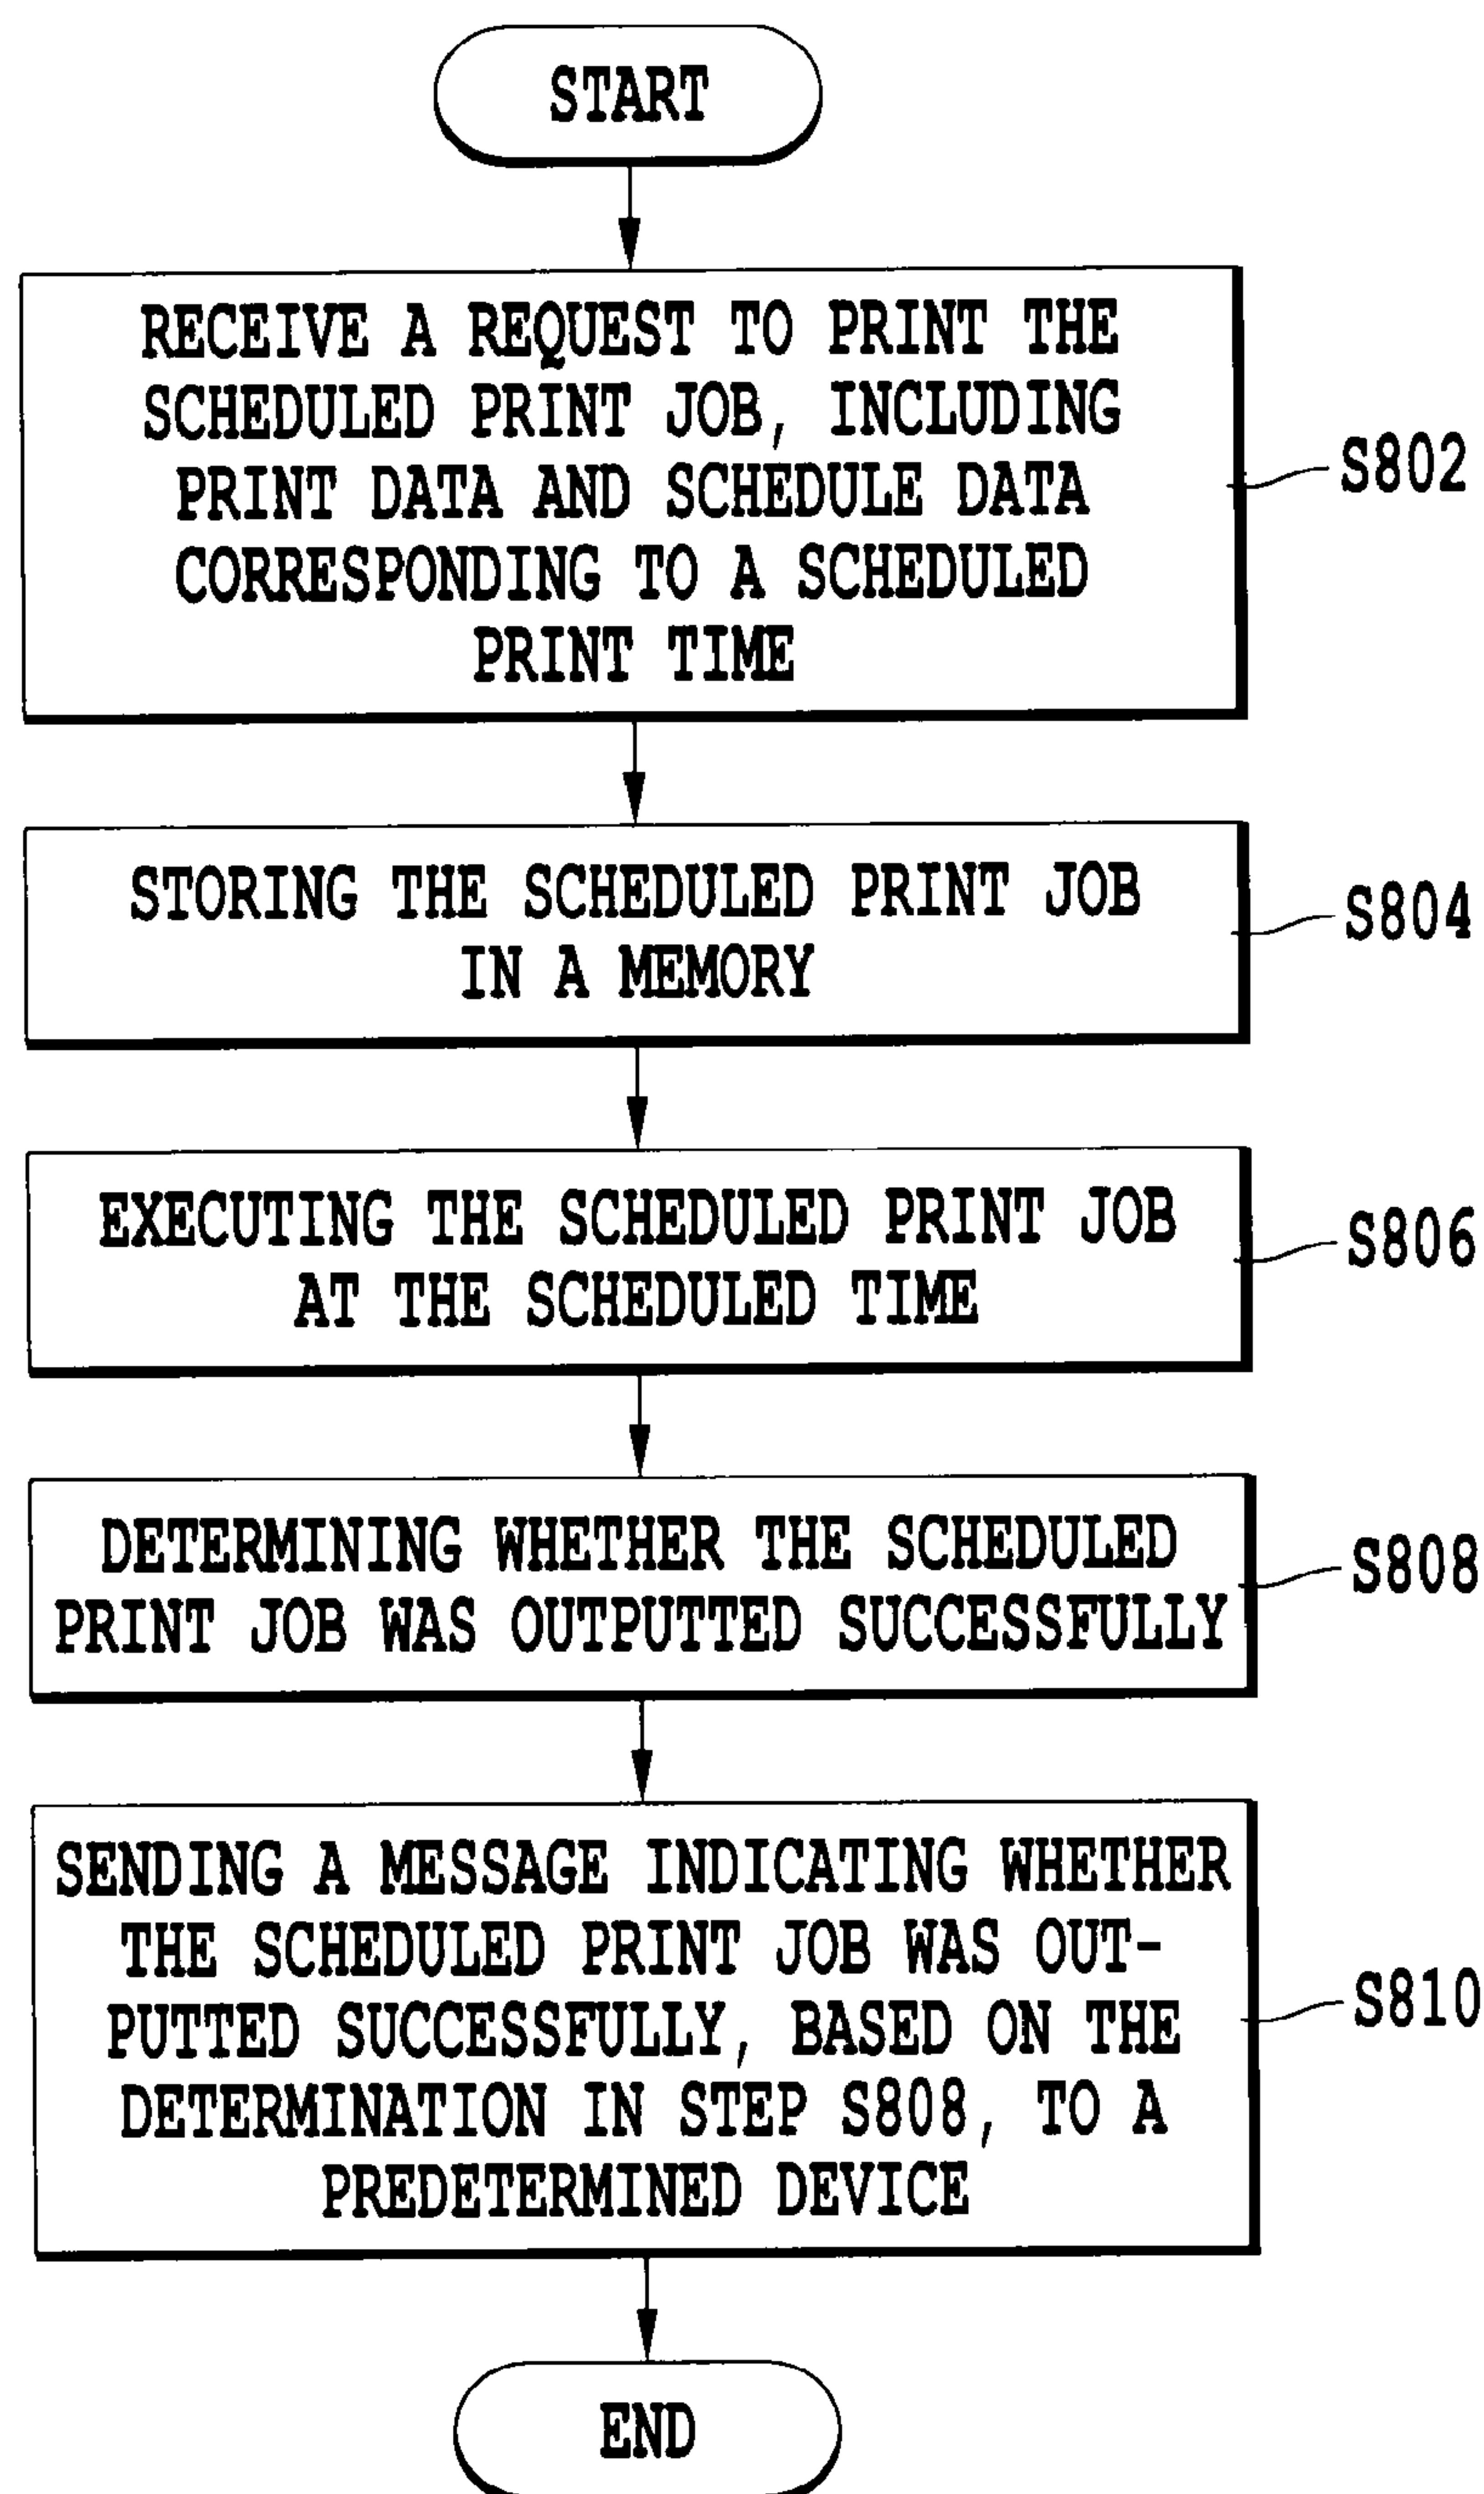 START
RECEIVE A REQUEST TO PRINT THE
SCHEDULED PRINT JOB, INCLUDING
PRINT DATA AND SCHEDULE DATA
CORRESPONDING TO A SCHEDULED
PRINT TIME
S802
STORING THE SCHEDULED PRINT JOB
IN A MEMORY
S804
EXECUTING THE SCHEDULED PRINT JOB
AT THE SCHEDULED TIME
S806
DETERMINING WHETHER THE SCHEDULED
PRINT JOB WAS OUTPUTTED SUCCESSFULLY
S808
SENDING A MESSAGE INDICATING WHETHER
THE SCHEDULED PRINT JOB WAS OUT-
PUTTED SUCCESSFULLY, BASED ON THE
DETERMINATION IN STEP S808, TO A
PREDETERMINED DEVICE
S810
END